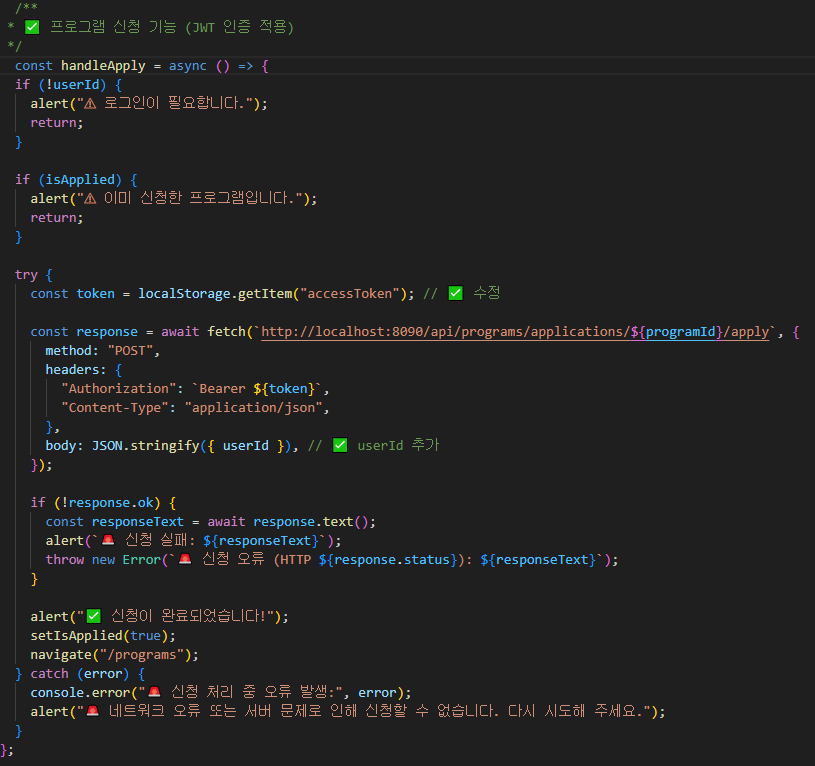 /**
* ✅ 프로그램 신청 기능 (JWT 인증 적용)
*/
const handleApply = async () => {
if (!userId) {
alert("⚠ 로그인이 필요합니다.");
return;
}
if (isApplied) {
alert("⚠ 이미 신청한 프로그램입니다.");
return;
}
try {
const token = localStorage.getItem("accessToken"); // ✅ 수정
const response = await fetch(`http://localhost:8090/api/programs/applications/${programId}/apply`, {
method: "POST",
headers: {
"Authorization": `Bearer ${token}`,
"Content-Type": "application/json",
},
body: JSON.stringify({ userId }), // ✅ userId 추가
});
if (!response.ok) {
const responseText = await response.text();
alert(`🚨 신청 실패: ${responseText}`);
throw new Error(`🚨 신청 오류 (HTTP ${response.status}): ${responseText}`);
}
alert("✅ 신청이 완료되었습니다!");
setIsApplied(true);
navigate("/programs");
} catch (error) {
console.error("🚨 신청 처리 중 오류 발생:", error);
alert("🚨 네트워크 오류 또는 서버 문제로 인해 신청할 수 없습니다. 다시 시도해 주세요.");
}
};